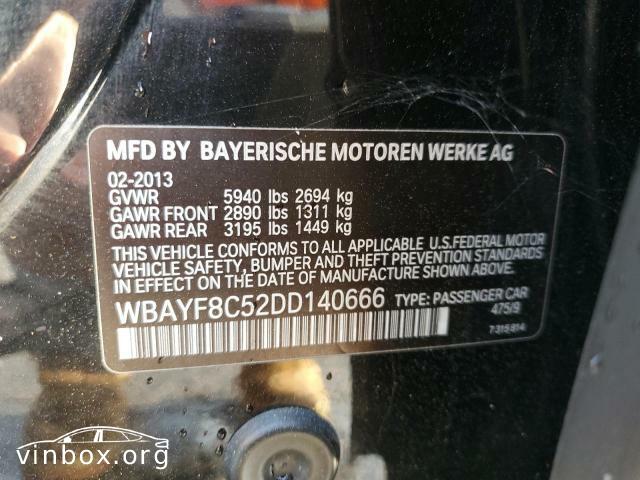 MFD BY BAYERISCHE MOTOREN WERKE AG
02-2013
GVWR 5940 lbs 2694 kg
GAWR FRONT 2890 lbs 1311 kg
GAWR REAR 3195 lbs 1449 kg
THIS VEHICLE CONFORMS TO ALL APPLICABLE U.S.FEDERAL MOTOR
VEHICLE SAFETY, BUMPER AND THEFT PREVENTION STANDARDS
IN EFFECT ON THE DATE OF MANUFACTURE SHOWN ABOVE.
WBAYF8C52DD140666 TYPE: PASSENGER CAR
475/9
7 315 814
vinbox.org